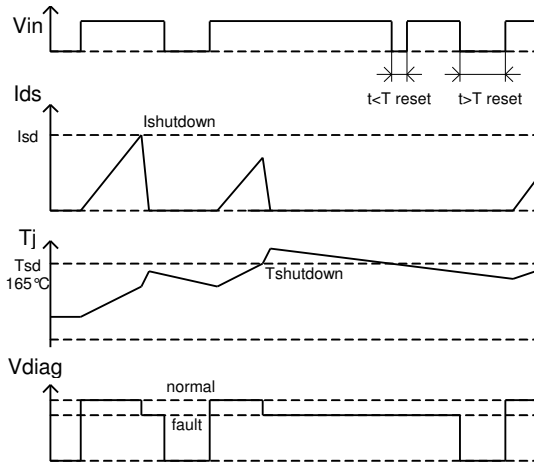 Vin
t<T reset
t>T reset
Ids
Ishutdown
Isd
Tj
Tsd
165°C
Tshutdown
Vdiag
normal
fault